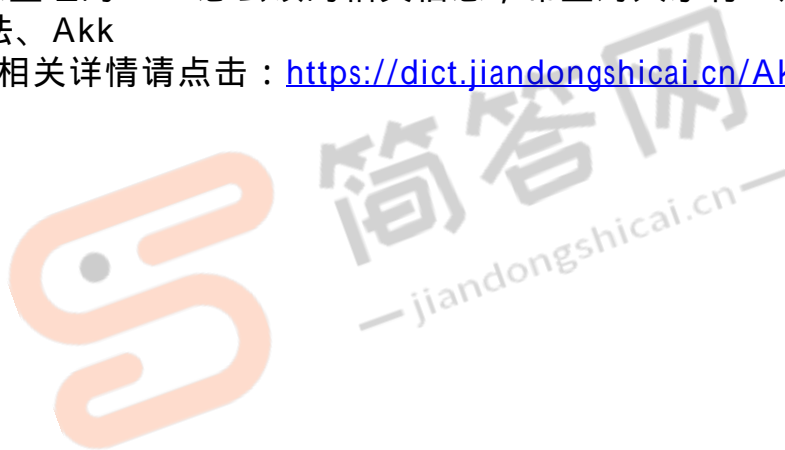 法、Akk
相关详情请点击：https://dict.jiandongshicai.cn/Ak
简答网
jiandongshicai.cn